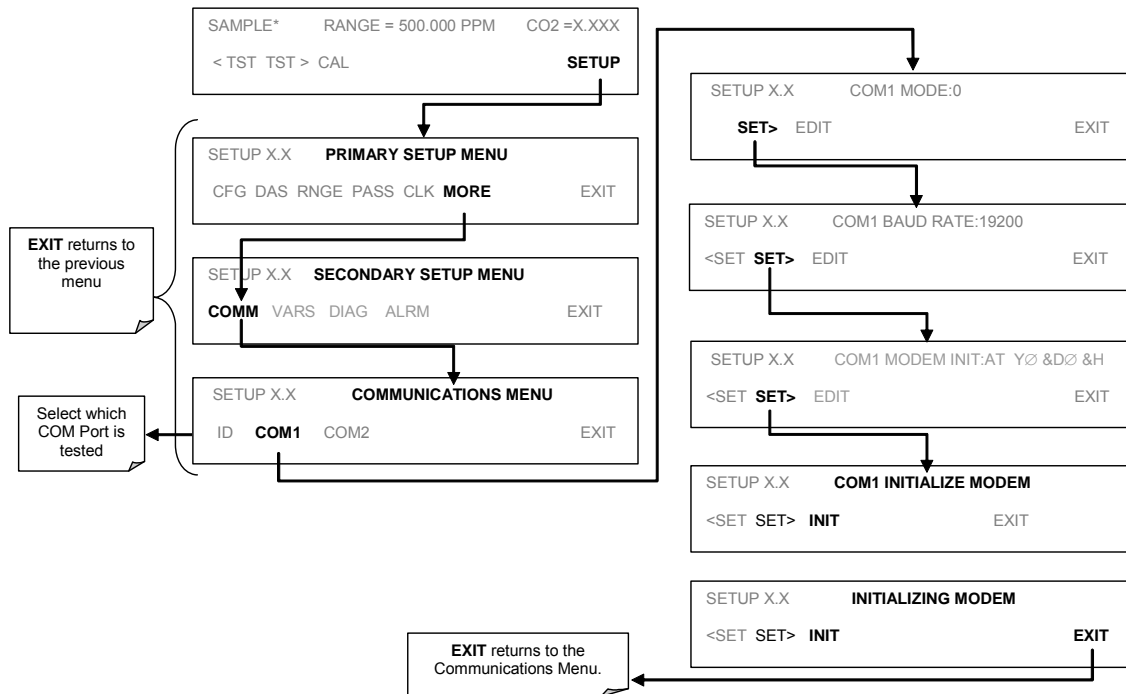 SAMPLE* RANGE = 500.000 PPM CO2 =X.XXX
< TST TST > CAL SETUP
SETUP X.X PRIMARY SETUP MENU
CFG DAS RNGE PASS CLK MORE EXIT
EXIT returns to
the previous
menu
SETUP X.X SECONDARY SETUP MENU
COMM VARS DIAG ALRM EXIT
SETUP X.X COMMUNICATIONS MENU
ID COM1 COM2 EXIT
Select which
COM Port is
tested
SETUP X.X COM1 MODE:0
SET> EDIT EXIT
SETUP X.X COM1 BAUD RATE:19200
<SET SET> EDIT EXIT
SETUP X.X COM1 MODEM INIT:AT Y∅ &D∅ &H
<SET SET> EDIT EXIT
SETUP X.X COM1 INITIALIZE MODEM
<SET SET> INIT EXIT
SETUP X.X INITIALIZING MODEM
<SET SET> INIT EXIT
EXIT returns to the
Communications Menu.